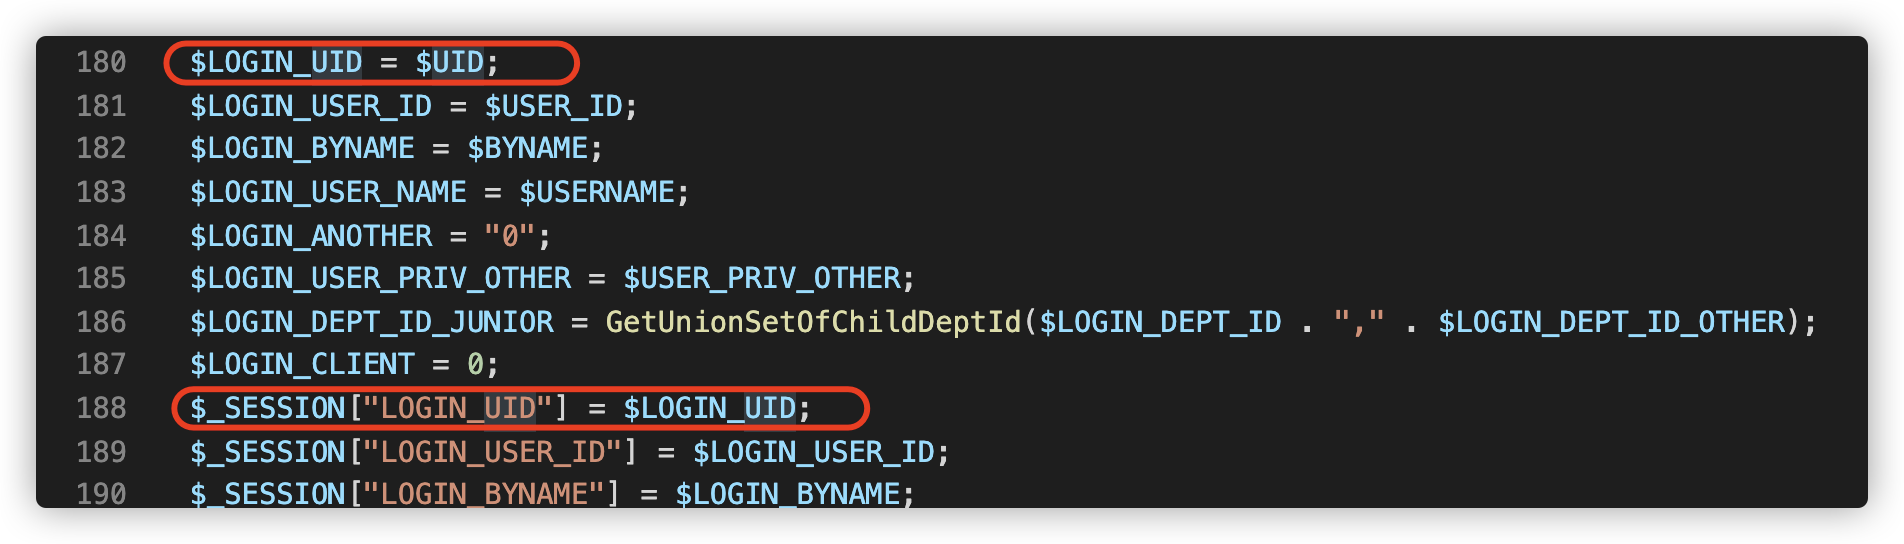 180 $LOGIN_UID = $UID;
181 $LOGIN_USER_ID = $USER_ID;
182 $LOGIN_BYNAME = $BYNAME;
183 $LOGIN_USER_NAME = $USERNAME;
184 $LOGIN_ANOTHER = "0";
185 $LOGIN_USER_PRIV_OTHER = $USER_PRIV_OTHER;
186 $LOGIN_DEPT_ID_JUNIOR = GetUnionSetOfChildDeptId($LOGIN_DEPT_ID . "," . $LOGIN_DEPT_ID_OTHER);
187 $LOGIN_CLIENT = 0;
188 $_SESSION["LOGIN_UID"] = $LOGIN_UID;
189 $_SESSION["LOGIN_USER_ID"] = $LOGIN_USER_ID;
190 $_SESSION["LOGIN_BYNAME"] = $LOGIN_BYNAME;